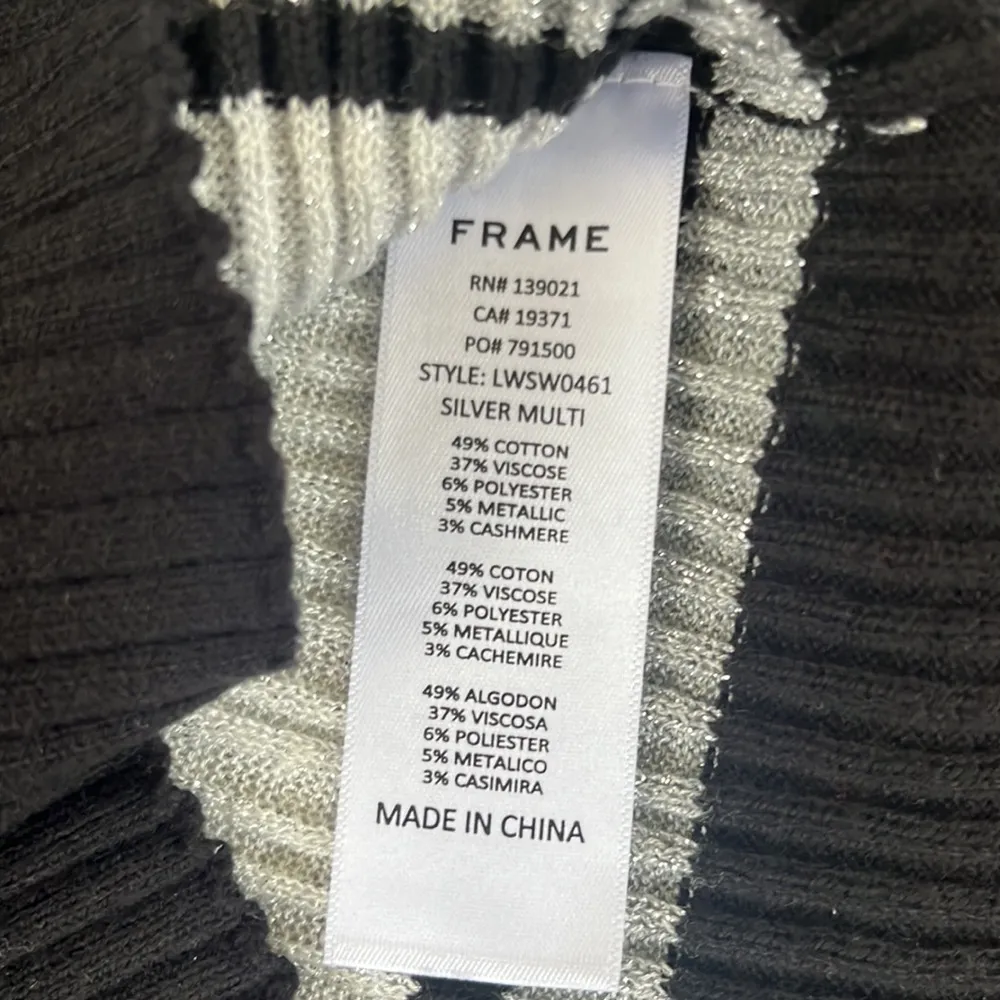 FRAME
RN# 139021
CA# 19371
PO# 791500
STYLE: LWSW0461
SILVER MULTI
49% COTTON
37% VISCOSE
6% POLYESTER
5% METALLIC
3% CASHMERE
49% COTON
37% VISCOSE
6% POLYESTER
5% METALLIQUE
3% CACHEMIRE
49% ALGODON
37% VISCOSA
6% POLIESTER
5% METALICO
3% CASIMIRA
MADE IN CHINA